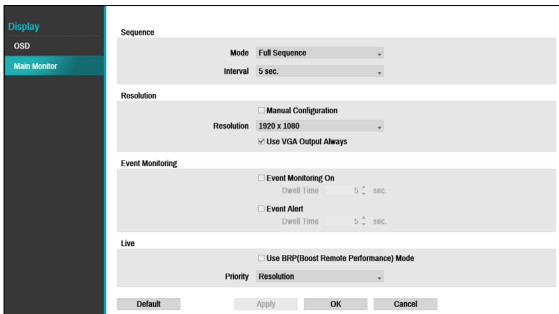 Display
OSD
Main Monitor
Sequence
Mode Full Sequence
Interval 5 sec.
Resolution
Manual Configuration
Resolution 1920 x 1080
Use VGA Output Always
Event Monitoring
Event Monitoring On
Dwell Time 5 sec.
Event Alert
Dwell Time 5 sec.
Live
Use BRP(Boost Remote Performance) Mode
Priority Resolution
Default Apply OK Cancel